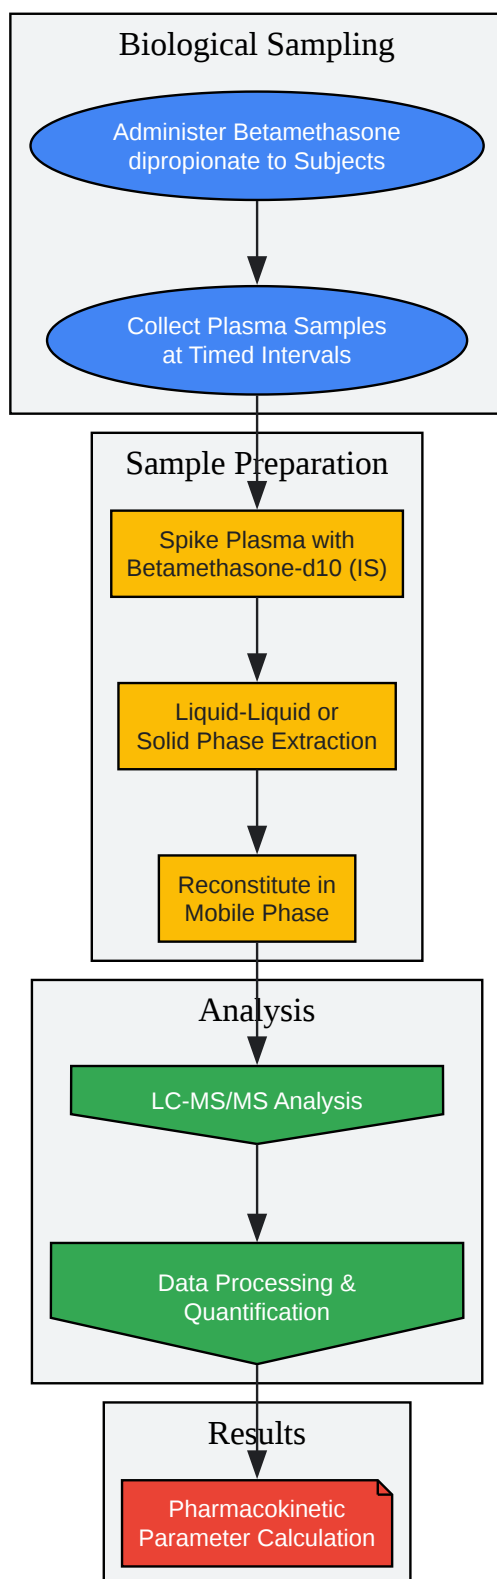 Biological Sampling
Administer Betamethasone
dipropionate to Subjects
Collect Plasma Samples
at Timed Intervals
Sample Preparation
Spike Plasma with
Betamethasone-d10 (IS)
Liquid-Liquid or
Solid Phase Extraction
Reconstitute in
Mobile Phase
Analysis
LC-MS/MS Analysis
Data Processing &
Quantification
Results
Pharmacokinetic
Parameter Calculation